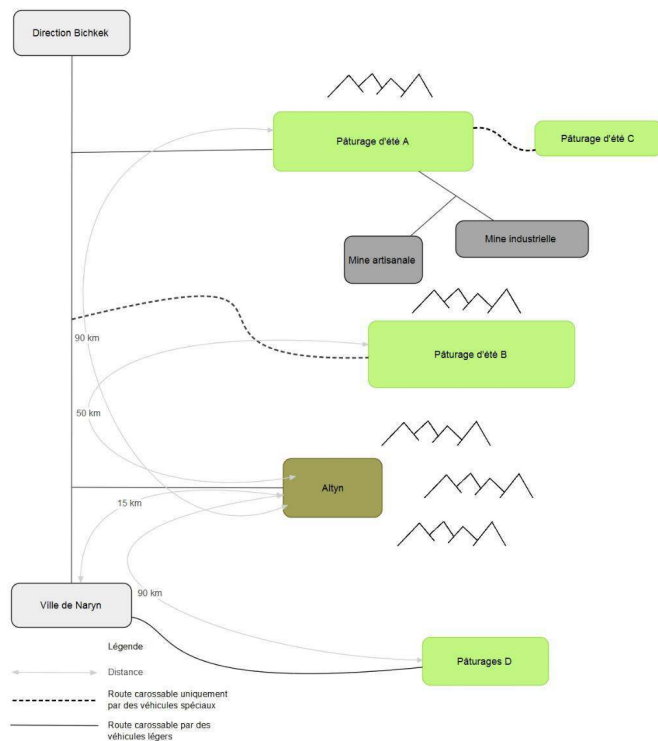 Direction Bichkek
Pâturage d'été A
Pâturage d'été C
Mine industrielle
Mine artisanale
90 km
Pâturage d'été B
50 km
Altyn
15 km
90 km
Ville de Naryn
Légende
Pâturages D
Distance
Route carossable uniquement
par des véhicules spéciaux
Route carossable par des
véhicules légers